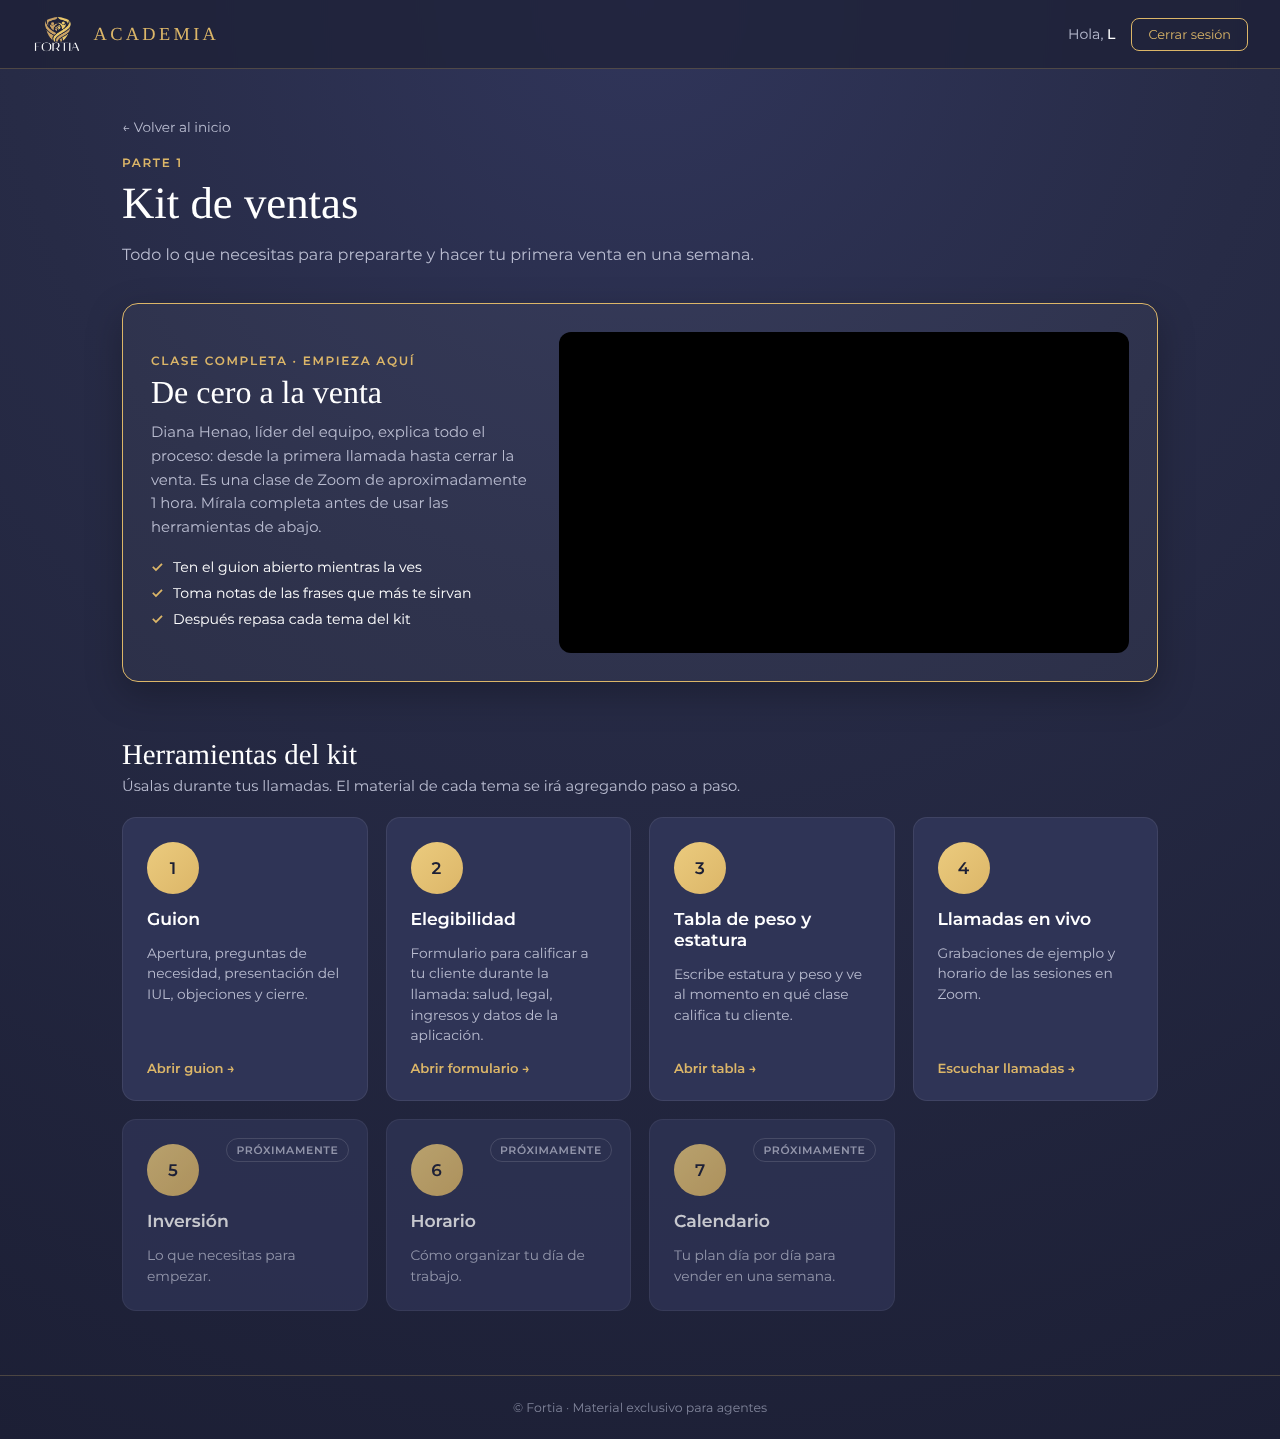 FORTIA
ACADEMIA
Hola, L
Cerrar sesión
← Volver al inicio
PARTE 1
Kit de ventas
Todo lo que necesitas para prepararte y hacer tu primera venta en una semana.
CLASE COMPLETA · EMPIEZA AQUÍ
De cero a la venta
Diana Henao, líder del equipo, explica todo el
proceso: desde la primera llamada hasta cerrar la
venta. Es una clase de Zoom de aproximadamente
1 hora. Mírala completa antes de usar las
herramientas de abajo.
✓ Ten el guion abierto mientras la ves
✓ Toma notas de las frases que más te sirvan
✓ Después repasa cada tema del kit
Herramientas del kit
Úsalas durante tus llamadas. El material de cada tema se irá agregando paso a paso.
1
Guion
Apertura, preguntas de
necesidad, presentación del
IUL, objeciones y cierre.
Abrir guion →
2
Elegibilidad
Formulario para calificar a
tu cliente durante la
llamada: salud, legal,
ingresos y datos de la
aplicación.
Abrir formulario →
3
Tabla de peso y
estatura
Escribe estatura y peso y ve
al momento en qué clase
califica tu cliente.
Abrir tabla →
4
Llamadas en vivo
Grabaciones de ejemplo y
horario de las sesiones en
Zoom.
Escuchar llamadas →
5
PRÓXIMAMENTE
Inversión
Lo que necesitas para
empezar.
6
PRÓXIMAMENTE
Horario
Cómo organizar tu día de
trabajo.
7
PRÓXIMAMENTE
Calendario
Tu plan día por día para
vender en una semana.
© Fortia · Material exclusivo para agentes